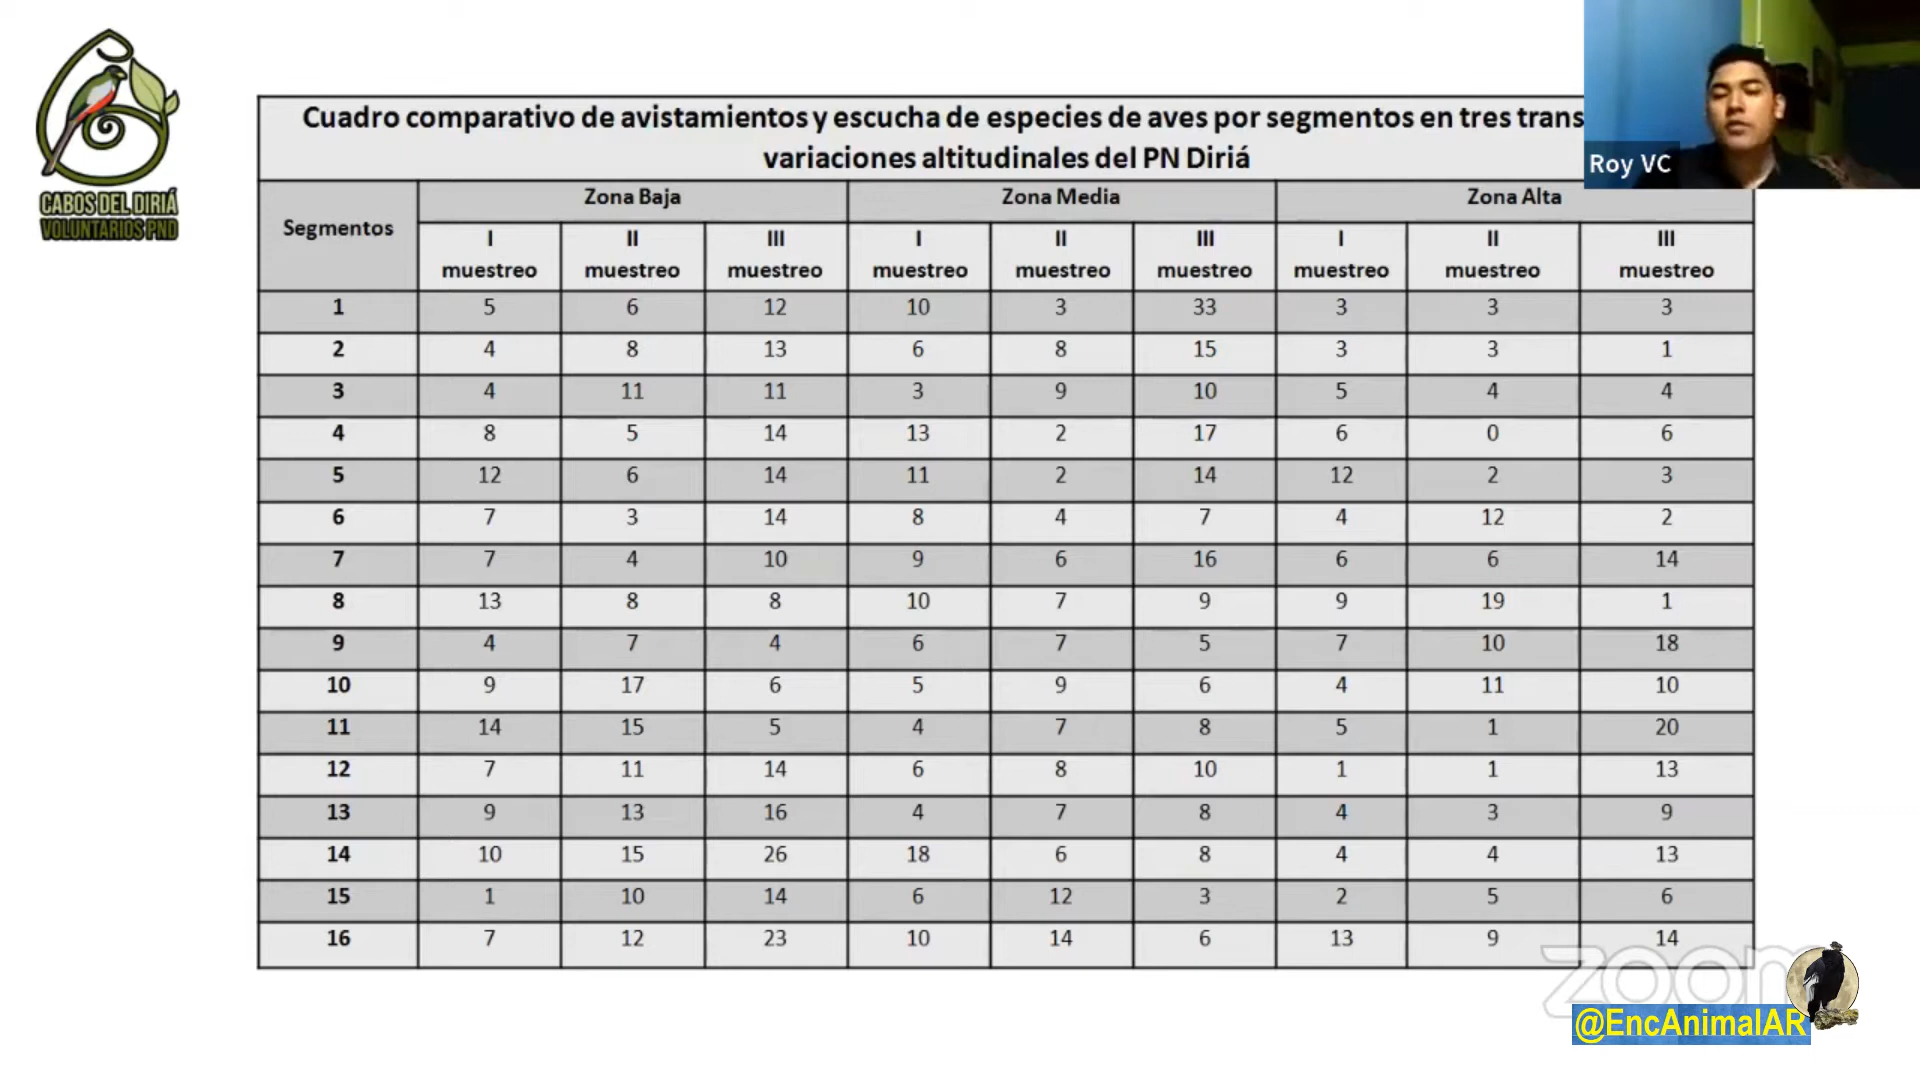 CABOS DEL DIRIÁ
VOLUNTARIOS PND
Roy VC
Cuadro comparativo de avistamientos y escucha de especies de aves por segmentos en tres
variaciones altitudinales del PN Diriá
Segmentos Zona Baja Zona Media Zona Alta
I muestreo II muestreo III muestreo I muestreo II muestreo III muestreo I muestreo II muestreo III muestreo
1 5 6 12 10 3 33 3 3 3
2 4 8 13 6 8 15 3 3 1
3 4 11 11 3 9 10 5 4 4
4 8 5 14 13 2 17 6 0 6
5 12 6 14 11 2 14 12 2 3
6 7 3 14 8 4 7 4 12 2
7 7 4 10 9 6 16 6 6 14
8 13 8 8 10 7 9 9 19 1
9 4 7 4 6 7 5 7 10 18
10 9 17 6 5 9 6 4 11 10
11 14 15 5 4 7 8 5 1 20
12 7 11 14 6 8 10 1 1 13
13 9 13 16 4 7 8 4 3 9
14 10 15 26 18 6 8 4 4 13
15 1 10 14 6 12 3 2 5 6
16 7 12 23 10 14 6 13 9 14
zoom
@EncAnimalAR